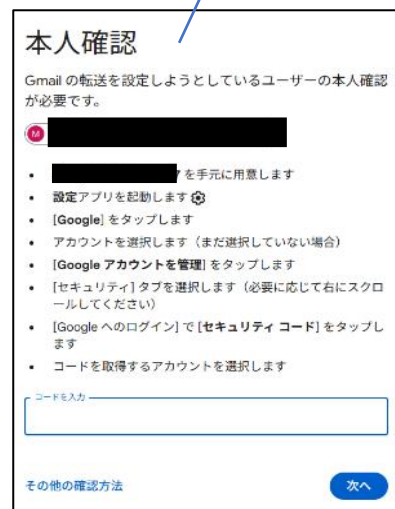 本人確認
Gmail の転送を設定しようとしているユーザーの本人確認
が必要です。
M
を手元に用意します
設定アプリを起動します
[Google] をタップします
アカウントを選択します（まだ選択していない場合）
[Google アカウントを管理] をタップします
[セキュリティ] タブを選択します（必要に応じて右にスクロ
ールしてください）
[Google へのログイン] で [セキュリティ コード] をタップし
ます
コードを取得するアカウントを選択します
コードを入力
その他の確認方法
次へ